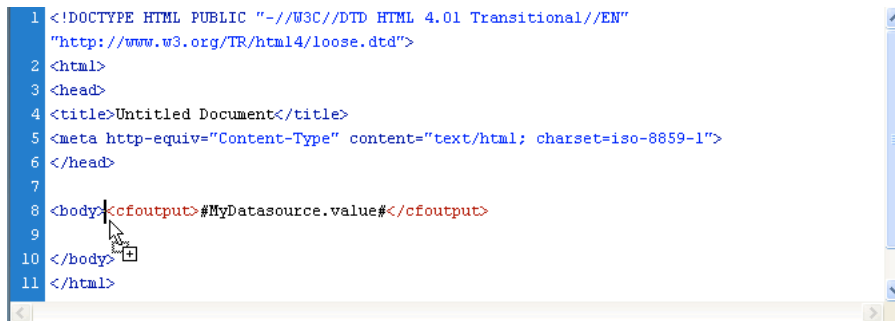 1 <!DOCTYPE HTML PUBLIC "-//W3C//DTD HTML 4.01 Transitional//EN"
"http://www.w3.org/TR/html4/loose.dtd">
2 <html>
3 <head>
4 <title>Untitled Document</title>
5 <meta http-equiv="Content-Type" content="text/html; charset=iso-8859-1">
6 </head>
7
8 <body><cfoutput>#MyDatasource.value#</cfoutput>
9
10 </body>
11 </html>